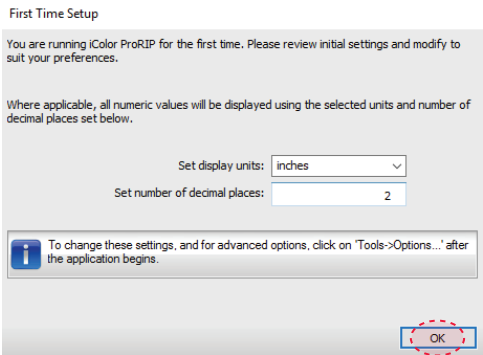 First Time Setup
You are running iColor ProRIP for the first time. Please review initial settings and modify to
suit your preferences.
Where applicable, all numeric values will be displayed using the selected units and number of
decimal places set below.
Set display units: inches
Set number of decimal places: 2
To change these settings, and for advanced options, click on 'Tools->Options...' after
the application begins.
OK